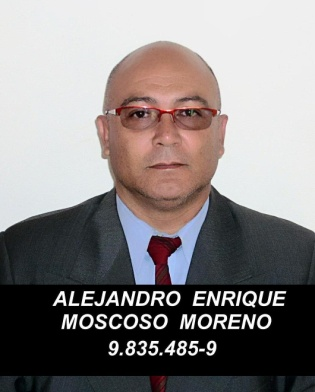 ALEJANDRO ENRIQUE
MOSCOSO MORENO
9.835.485-9